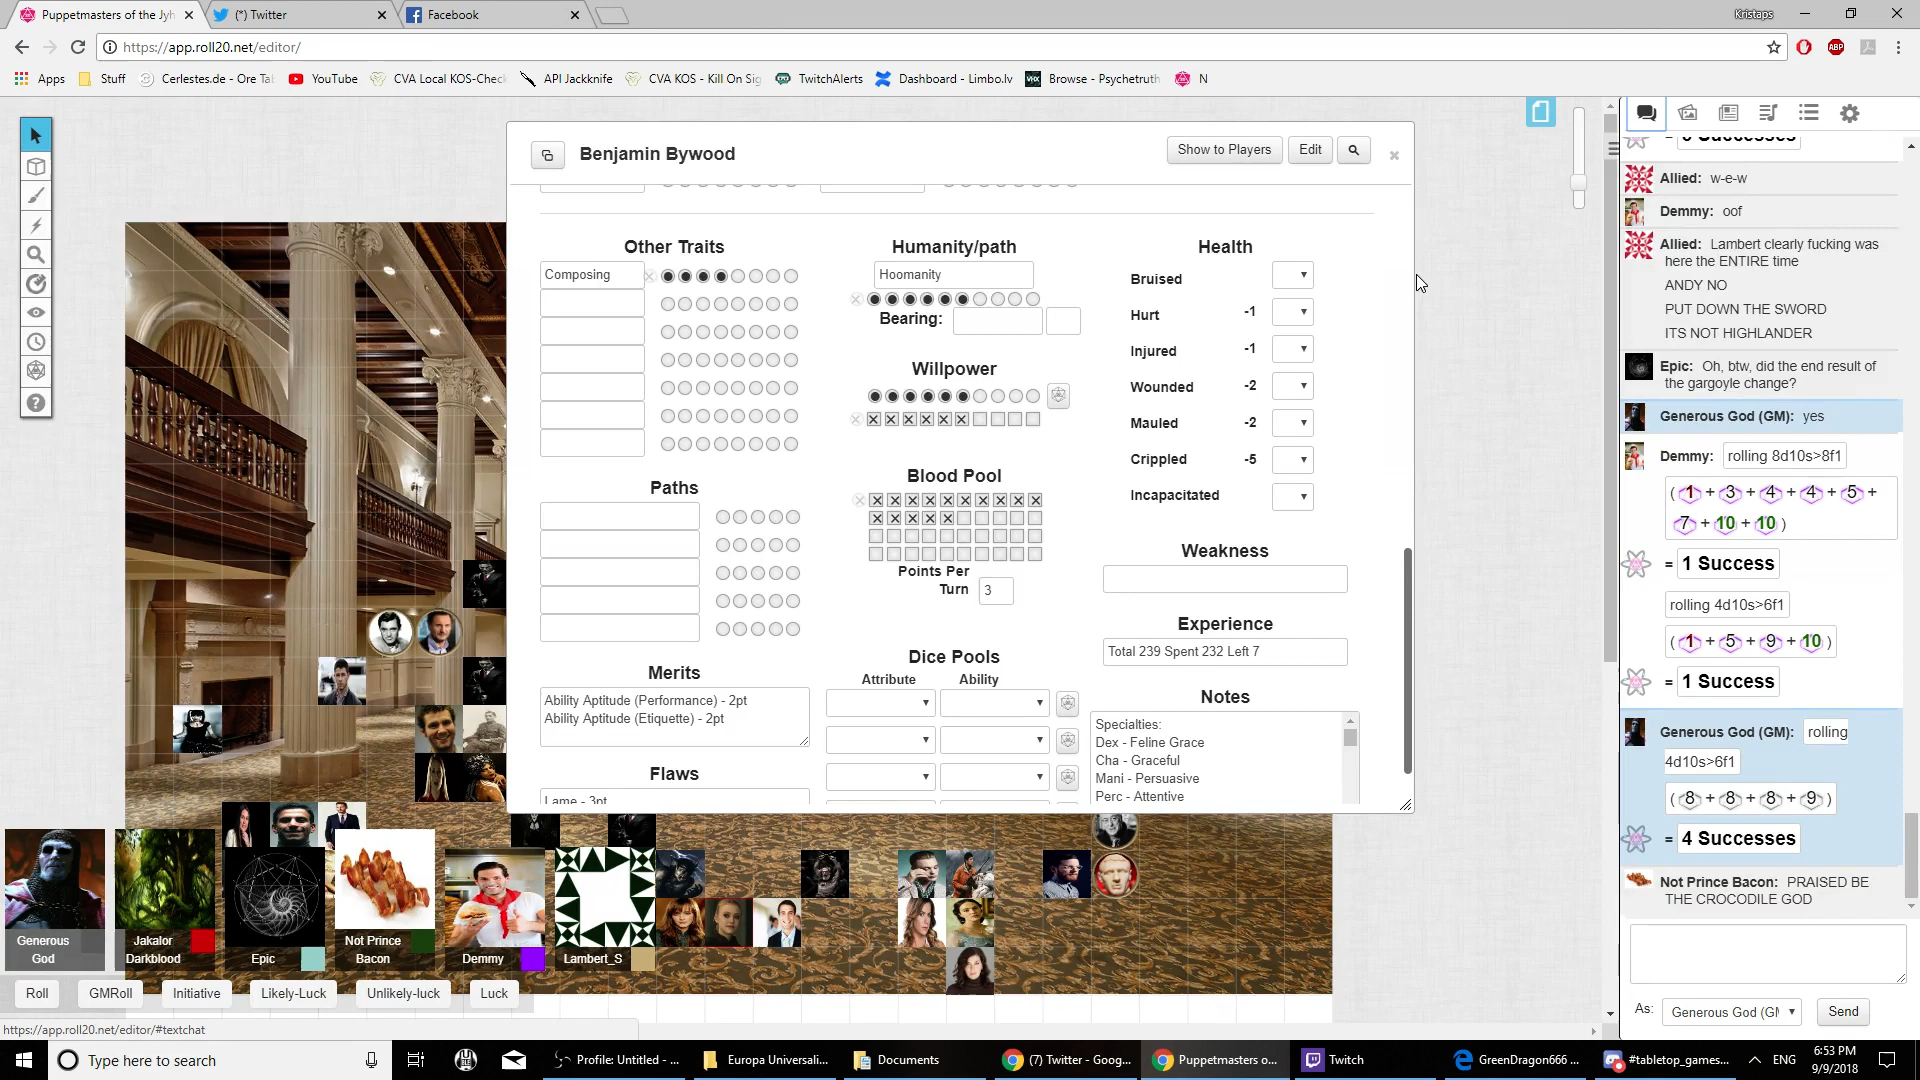 Puppetmasters of the Jyh
(*) Twitter
Facebook
Kristaps
https://app.roll20.net/editor/
Apps
Stuff
Cerlestes.de - Ore Tab
YouTube
CVA Local KOS-Check
API Jackknife
CVA KOS - Kill On Sig
TwitchAlerts
Dashboard - Limbo.lv
Browse - Psychetruth
N
Benjamin Bywood
Show to Players
Edit
Other Traits
Composing
Humanity/path
Hoomanity
Bearing:
Willpower
Blood Pool
Points Per
Turn 3
Health
Bruised
Hurt -1
Injured -1
Wounded -2
Mauled -2
Crippled -5
Incapacitated
Paths
Weakness
Experience
Total 239 Spent 232 Left 7
Merits
Ability Aptitude (Performance) - 2pt
Ability Aptitude (Etiquette) - 2pt
Flaws
Lame - 3pt
Dice Pools
Attribute Ability
Notes
Specialties:
Dex - Feline Grace
Cha - Graceful
Mani - Persuasive
Perc - Attentive
Allied: w-e-w
Demmy: oof
Allied: Lambert clearly fucking was
here the ENTIRE time
ANDY NO
PUT DOWN THE SWORD
ITS NOT HIGHLANDER
Epic: Oh, btw, did the end result of
the gargoyle change?
Generous God (GM): yes
Demmy: rolling 8d10s>8f1
(1 + 3 + 4 + 4 + 5 +
7 + 10 + 10 )
= 1 Success
rolling 4d10s>6f1
(1 + 5 + 9 + 10 )
= 1 Success
Generous God (GM): rolling
4d10s>6f1
(8 + 8 + 8 + 9 )
= 4 Successes
Not Prince Bacon: PRAISED BE
THE CROCODILE GOD
As: Generous God (GM
Send
Generous
God
Jakalor
Darkblood
Epic
Not Prince
Bacon
Demmy
Lambert_S
Roll
GMRoll
Initiative
Likely-Luck
Unlikely-luck
Luck
https://app.roll20.net/editor/#textchat
Type here to search
Profile: Untitled - ...
Europa Universali...
Documents
(7) Twitter - Goog...
Puppetmasters o...
Twitch
GreenDragon666 ...
#tabletop_games...
ENG
6:53 PM
9/9/2018